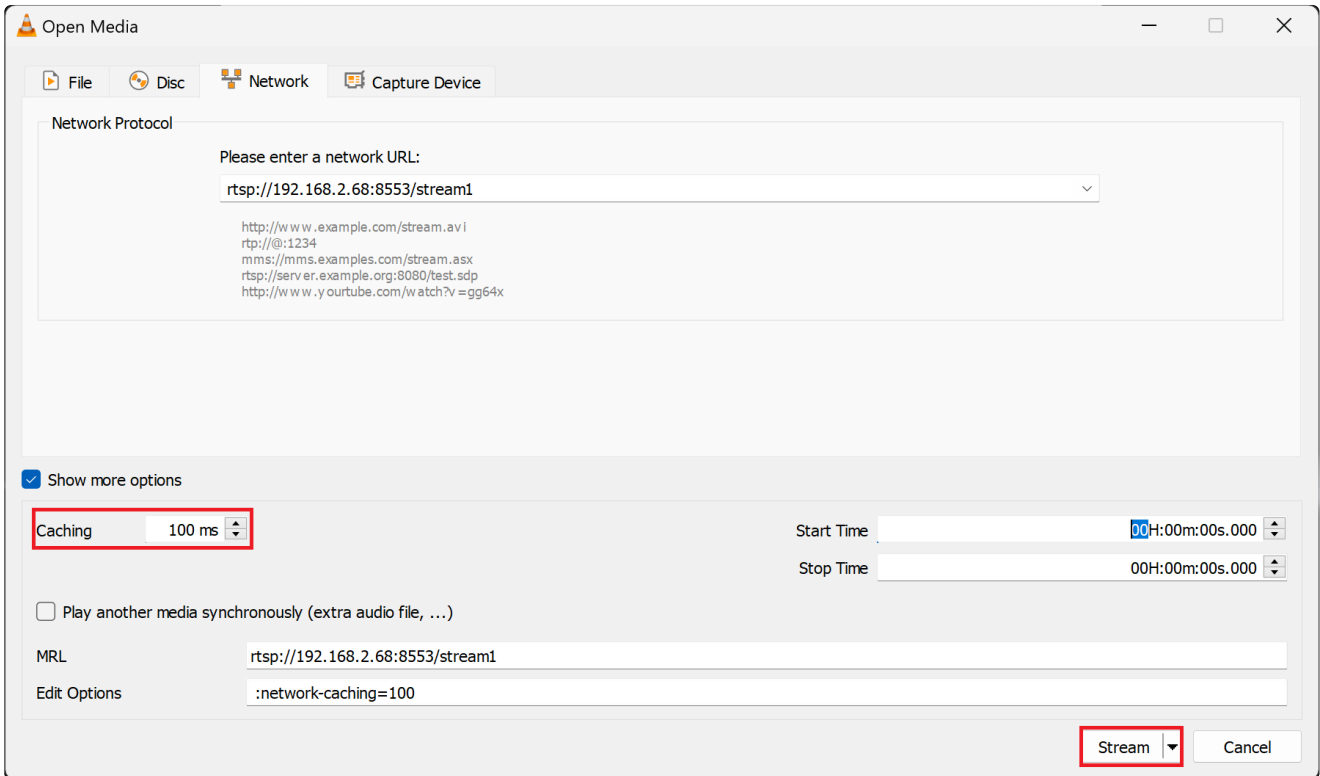 Open Media
File Disc Network Capture Device
Network Protocol
Please enter a network URL:
rtsp://192.168.2.68:8553/stream1
http://www.example.com/stream.avi
rtp://@:1234
mms://mms.examples.com/stream.asx
rtsp://server.example.org:8080/test.sdp
http://www.yourtube.com/watch?v=gg64x
Show more options
Caching 100 ms Start Time 00H:00m:00s.000
Stop Time 00H:00m:00s.000
Play another media synchronously (extra audio file, ...)
MRL rtsp://192.168.2.68:8553/stream1
Edit Options :network-caching=100
Stream Cancel